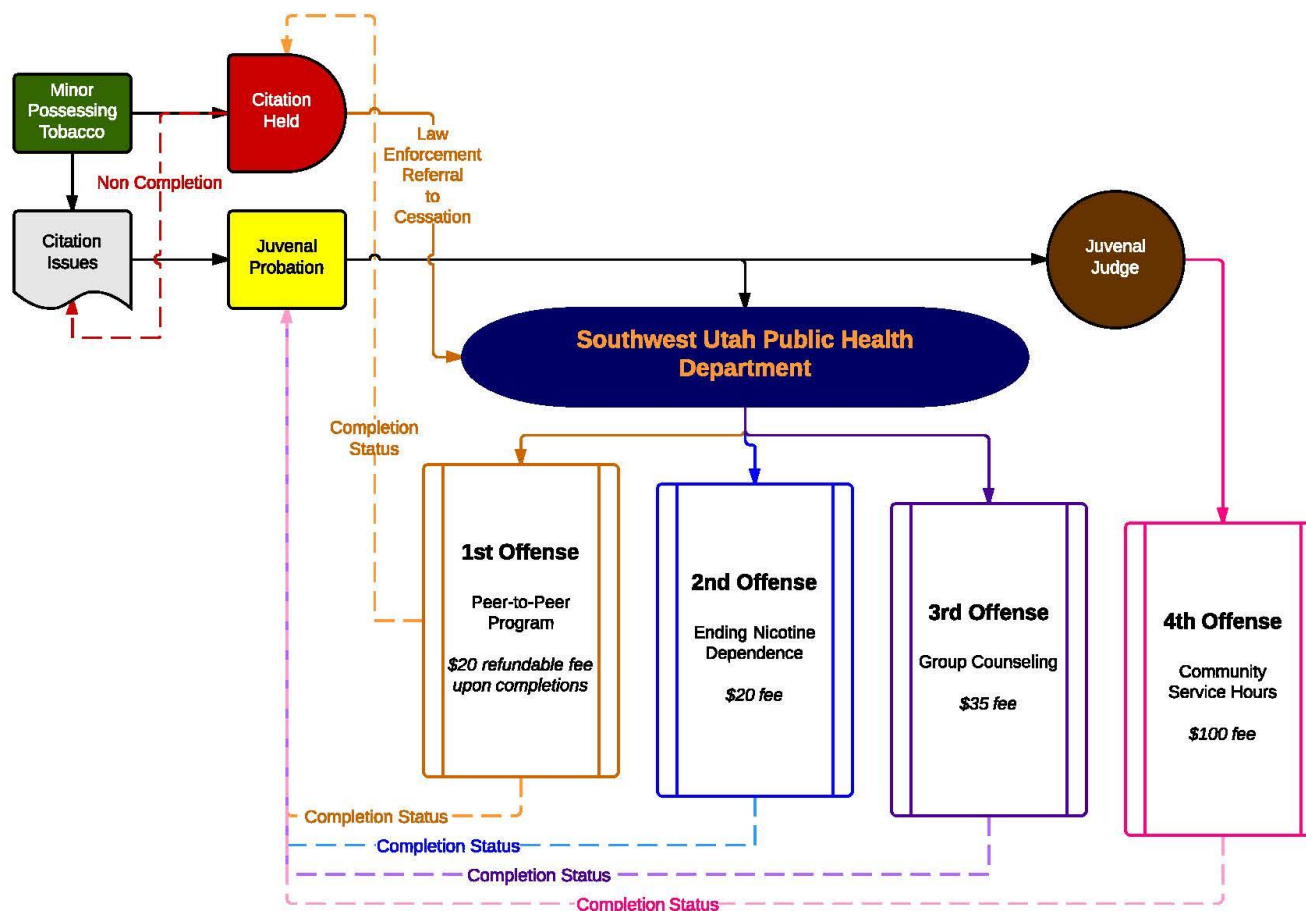 Minor
Possessing
Tobacco
Citation
Held
Law
Enforcement
Referral
to
Cessation
Non Completion
Citation
Issues
Juvenal
Probation
Juvenal
Judge
Southwest Utah Public Health
Department
Completion
Status
1st Offense
Peer-to-Peer
Program
$20 refundable fee
upon completions
2nd Offense
Ending Nicotine
Dependence
$20 fee
3rd Offense
Group Counseling
$35 fee
4th Offense
Community
Service Hours
$100 fee
Completion Status
Completion Status
Completion Status
Completion Status